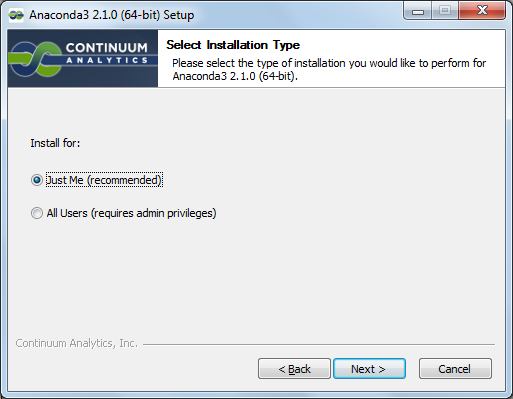 Anaconda3 2.1.0 (64-bit) Setup
CONTINUUM
ANALYTICS
Select Installation Type
Please select the type of installation you would like to perform for
Anaconda3 2.1.0 (64-bit).
Install for:
Just Me (recommended)
All Users (requires admin privileges)
Continuum Analytics, Inc.
< Back
Next >
Cancel